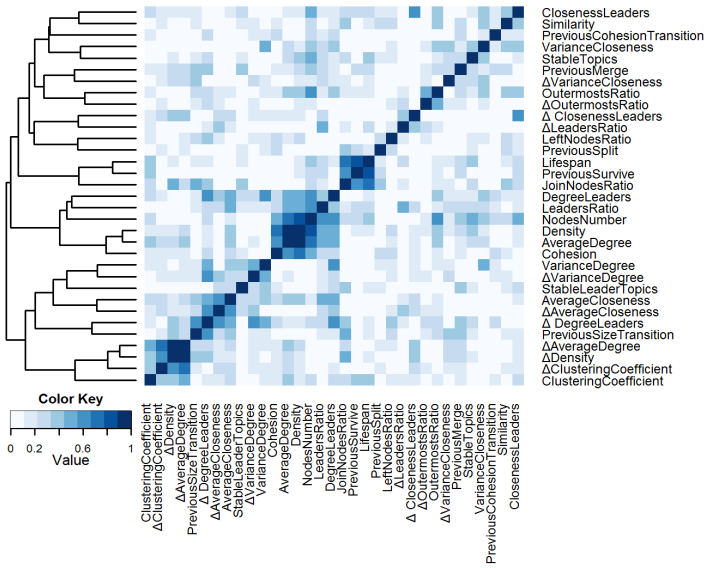 ClosenessLeaders
Similarity
PreviousCohesionTransition
VarianceCloseness
StableTopics
PreviousMerge
ΔVarianceCloseness
OutermostsRatio
ΔOutermostsRatio
Δ ClosenessLeaders
ΔLeadersRatio
LeftNodesRatio
PreviousSplit
Lifespan
PreviousSurvive
JoinNodesRatio
DegreeLeaders
LeadersRatio
NodesNumber
Density
AverageDegree
Cohesion
VarianceDegree
ΔVarianceDegree
StableLeaderTopics
AverageCloseness
ΔAverageCloseness
Δ DegreeLeaders
PreviousSizeTransition
ΔAverageDegree
ΔDensity
ΔClusteringCoefficient
ClusteringCoefficient
Color Key
0 0.2 0.6 1
Value
ClusteringCoefficient
ΔClusteringCoefficient
ΔDensity
ΔAverageDegree
PreviousSizeTransition
Δ DegreeLeaders
ΔAverageCloseness
AverageCloseness
StableLeaderTopics
ΔVarianceDegree
VarianceDegree
Cohesion
AverageDegree
Density
NodesNumber
LeadersRatio
DegreeLeaders
JoinNodesRatio
PreviousSurvive
Lifespan
PreviousSplit
LeftNodesRatio
ΔLeadersRatio
Δ ClosenessLeaders
ΔOutermostsRatio
OutermostsRatio
ΔVarianceCloseness
PreviousMerge
StableTopics
VarianceCloseness
PreviousCohesionTransition
Similarity
ClosenessLeaders